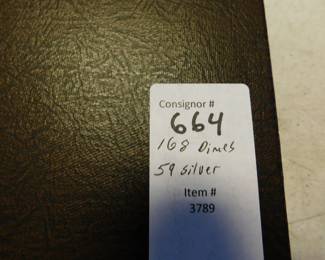 Consignor #
664
168 Dimes
59 silver
Item #
3789